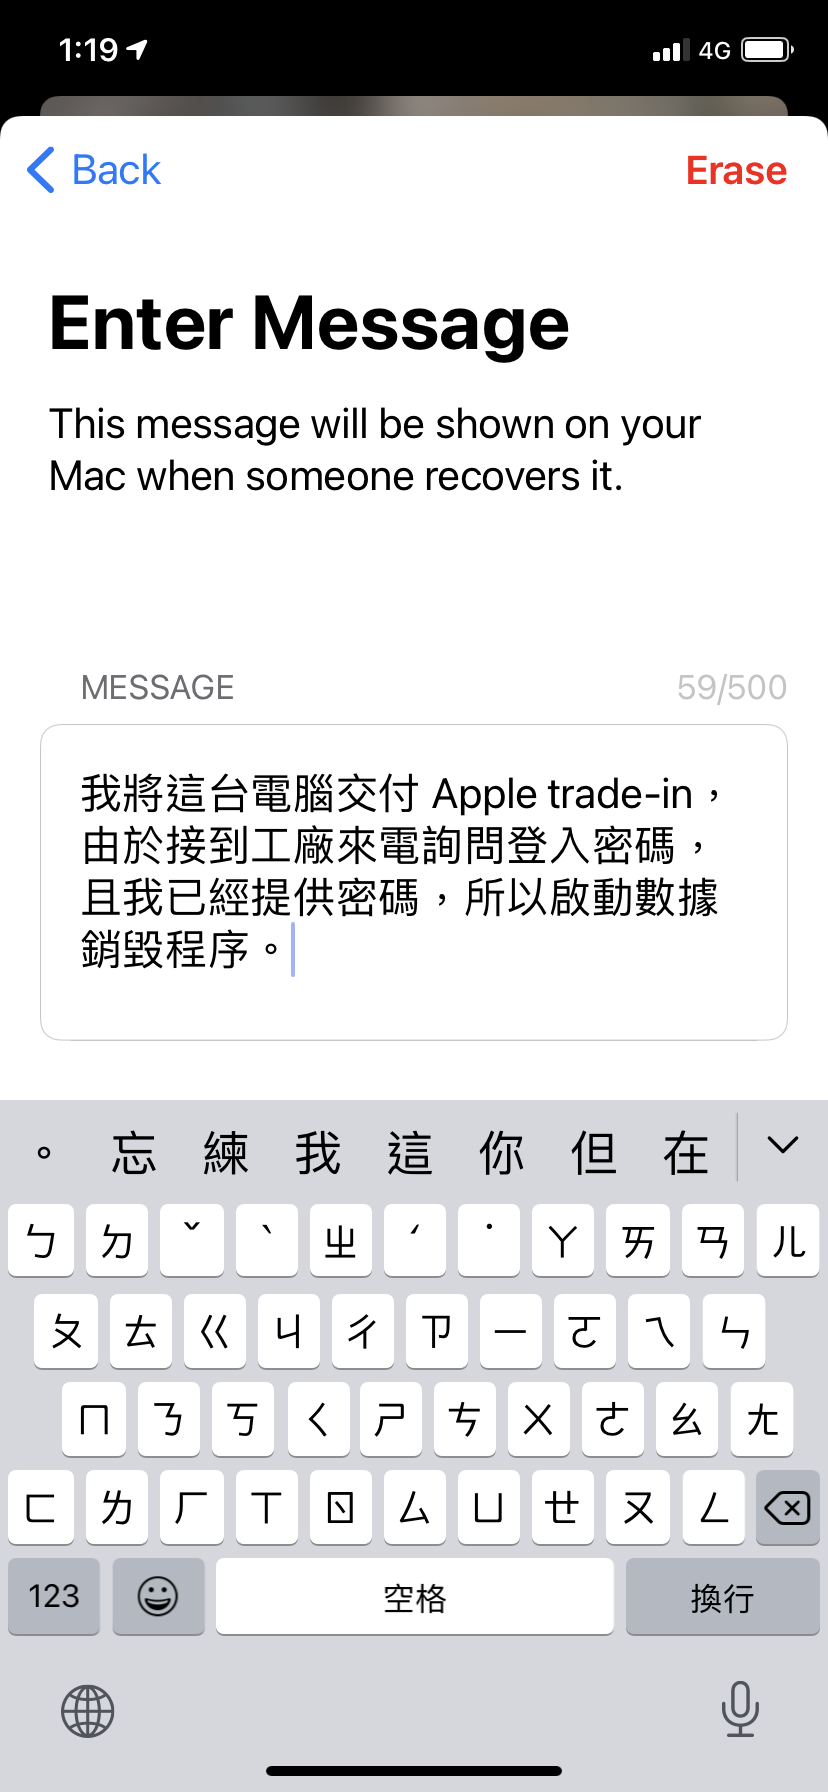 1:19
4G
Back
Erase
Enter Message
This message will be shown on your
Mac when someone recovers it.
MESSAGE
59/500
我將這台電腦交付 Apple trade-in，
由於接到工廠來電詢問登入密碼，
且我已經提供密碼，所以啟動數據
銷毀程序。
。 忘 練 我 這 你 但 在
ㄅ ㄉ ˇ ˋ ㄓ ˊ ˙ ㄚ ㄞ ㄢ ㄦ
ㄆ ㄊ ㄍ ㄐ ㄔ ㄗ ㄧ ㄛ ㄟ ㄣ
ㄇ ㄋ ㄎ ㄑ ㄕ ㄘ ㄨ ㄜ ㄠ ㄤ
ㄈ ㄌ ㄏ ㄒ ㄖ ㄙ ㄩ ㄝ ㄡ ㄥ
123 空格 換行